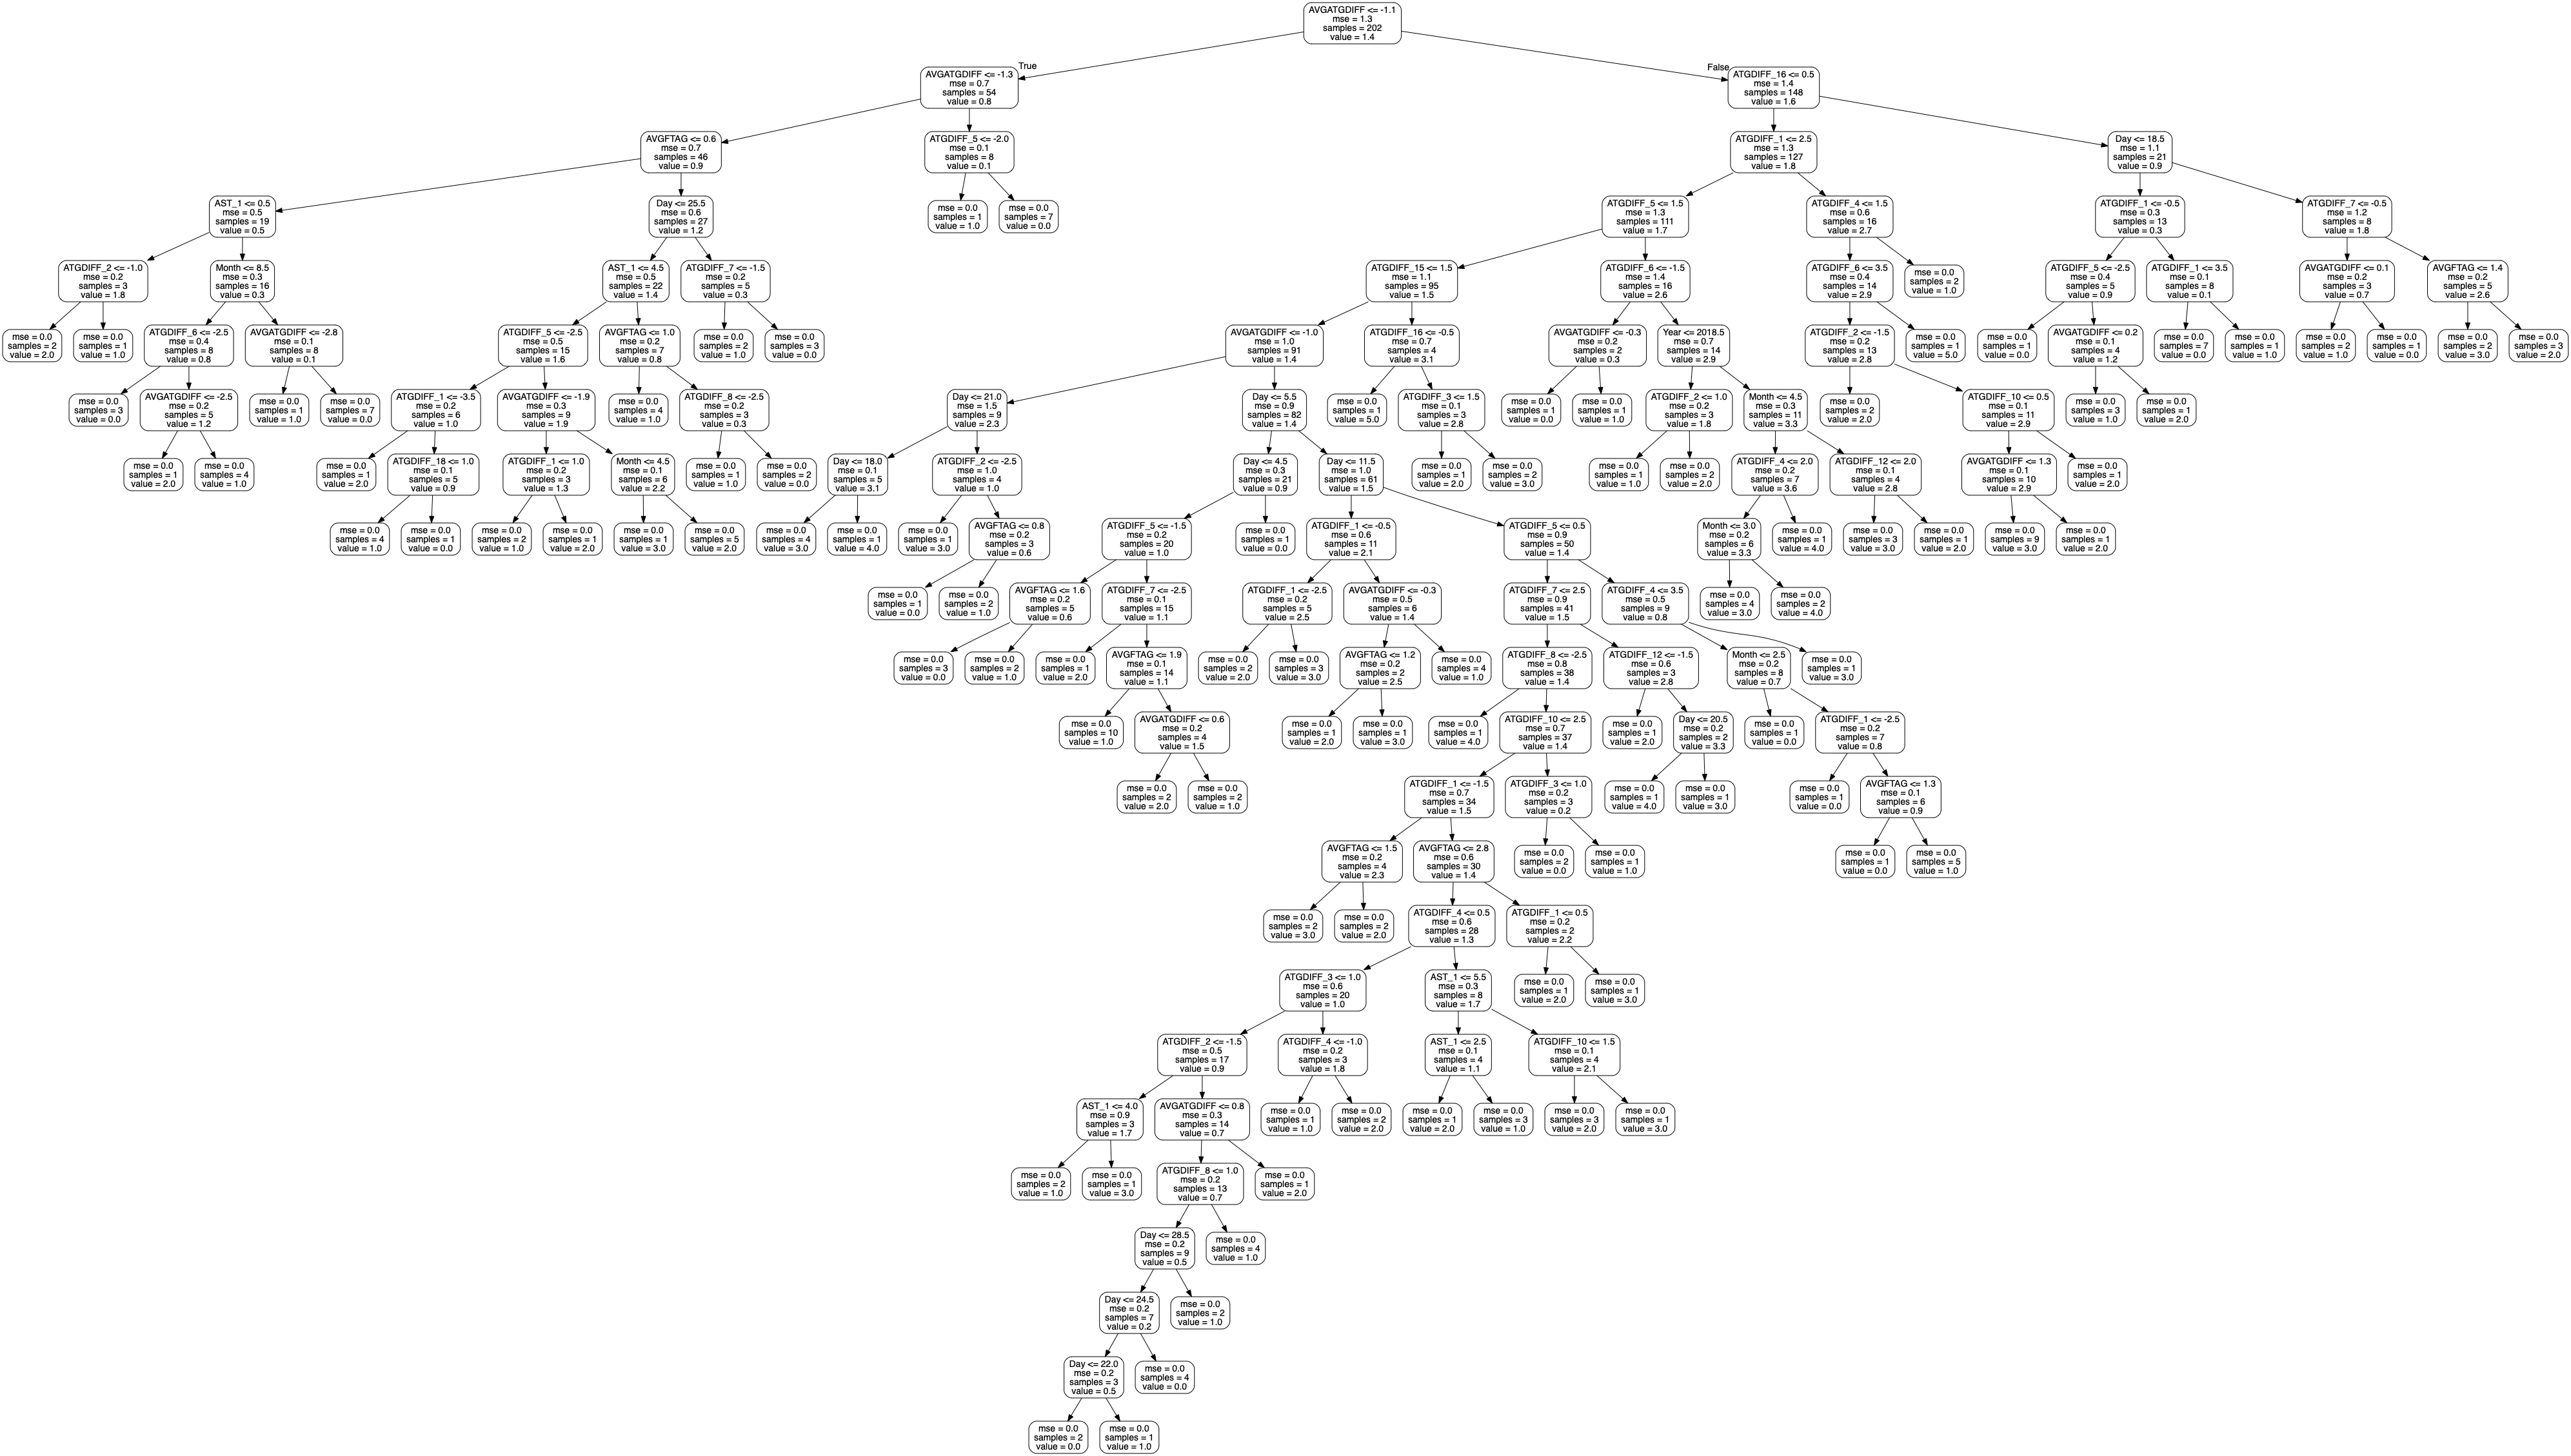 AVGATGDIFF <= -1.1
mse = 1.3
samples = 202
value = 1.4
True
False
AVGATGDIFF <= -1.3
mse = 0.7
samples = 54
value = 0.8
ATGDIFF_16 <= 0.5
mse = 1.4
samples = 148
value = 1.6
AVGFTAG <= 0.6
mse = 0.7
samples = 46
value = 0.9
ATGDIFF_5 <= -2.0
mse = 0.1
samples = 8
value = 0.1
ATGDIFF_1 <= 2.5
mse = 1.3
samples = 127
value = 1.8
Day <= 18.5
mse = 1.1
samples = 21
value = 0.9
AST_1 <= 0.5
mse = 0.5
samples = 19
value = 0.5
Day <= 25.5
mse = 0.6
samples = 27
value = 1.2
mse = 0.0
samples = 1
value = 1.0
mse = 0.0
samples = 7
value = 0.0
ATGDIFF_5 <= 1.5
mse = 1.3
samples = 111
value = 1.7
ATGDIFF_4 <= 1.5
mse = 0.6
samples = 16
value = 2.7
ATGDIFF_1 <= -0.5
mse = 0.3
samples = 13
value = 0.3
ATGDIFF_7 <= -0.5
mse = 1.2
samples = 8
value = 1.8
ATGDIFF_2 <= -1.0
mse = 0.2
samples = 3
value = 1.8
Month <= 8.5
mse = 0.3
samples = 16
value = 0.3
AST_1 <= 4.5
mse = 0.5
samples = 22
value = 1.4
ATGDIFF_7 <= -1.5
mse = 0.2
samples = 5
value = 0.3
ATGDIFF_15 <= 1.5
mse = 1.1
samples = 95
value = 1.5
ATGDIFF_6 <= -1.5
mse = 1.4
samples = 16
value = 2.6
ATGDIFF_6 <= 3.5
mse = 0.4
samples = 14
value = 2.9
mse = 0.0
samples = 2
value = 1.0
ATGDIFF_5 <= -2.5
mse = 0.4
samples = 5
value = 0.9
ATGDIFF_1 <= 3.5
mse = 0.1
samples = 8
value = 0.1
AVGATGDIFF <= 0.1
mse = 0.2
samples = 3
value = 0.7
AVGFTAG <= 1.4
mse = 0.2
samples = 5
value = 2.6
mse = 0.0
samples = 2
value = 2.0
mse = 0.0
samples = 1
value = 1.0
ATGDIFF_6 <= -2.5
mse = 0.4
samples = 8
value = 0.8
AVGATGDIFF <= -2.8
mse = 0.1
samples = 8
value = 0.1
ATGDIFF_5 <= -2.5
mse = 0.5
samples = 15
value = 1.6
AVGFTAG <= 1.0
mse = 0.2
samples = 7
value = 0.8
mse = 0.0
samples = 2
value = 1.0
mse = 0.0
samples = 3
value = 0.0
AVGATGDIFF <= -1.0
mse = 1.0
samples = 91
value = 1.4
ATGDIFF_16 <= -0.5
mse = 0.7
samples = 4
value = 3.1
AVGATGDIFF <= -0.3
mse = 0.2
samples = 2
value = 0.3
Year <= 2018.5
mse = 0.7
samples = 14
value = 2.9
ATGDIFF_2 <= -1.5
mse = 0.2
samples = 13
value = 2.8
mse = 0.0
samples = 1
value = 5.0
mse = 0.0
samples = 1
value = 0.0
AVGATGDIFF <= 0.2
mse = 0.1
samples = 4
value = 1.2
mse = 0.0
samples = 7
value = 0.0
mse = 0.0
samples = 1
value = 1.0
mse = 0.0
samples = 2
value = 1.0
mse = 0.0
samples = 1
value = 0.0
mse = 0.0
samples = 2
value = 3.0
mse = 0.0
samples = 3
value = 2.0
mse = 0.0
samples = 3
value = 0.0
AVGATGDIFF <= -2.5
mse = 0.2
samples = 5
value = 1.2
mse = 0.0
samples = 1
value = 1.0
mse = 0.0
samples = 7
value = 0.0
ATGDIFF_1 <= -3.5
mse = 0.2
samples = 6
value = 1.0
AVGATGDIFF <= -1.9
mse = 0.3
samples = 9
value = 1.9
mse = 0.0
samples = 4
value = 1.0
ATGDIFF_8 <= -2.5
mse = 0.2
samples = 3
value = 0.3
Day <= 21.0
mse = 1.5
samples = 9
value = 2.3
Day <= 5.5
mse = 0.9
samples = 82
value = 1.4
mse = 0.0
samples = 1
value = 5.0
ATGDIFF_3 <= 1.5
mse = 0.1
samples = 3
value = 2.8
mse = 0.0
samples = 1
value = 0.0
mse = 0.0
samples = 1
value = 1.0
ATGDIFF_2 <= 1.0
mse = 0.2
samples = 3
value = 1.8
Month <= 4.5
mse = 0.3
samples = 11
value = 3.3
mse = 0.0
samples = 2
value = 2.0
ATGDIFF_10 <= 0.5
mse = 0.1
samples = 11
value = 2.9
mse = 0.0
samples = 3
value = 1.0
mse = 0.0
samples = 1
value = 2.0
mse = 0.0
samples = 1
value = 2.0
mse = 0.0
samples = 4
value = 1.0
mse = 0.0
samples = 1
value = 2.0
ATGDIFF_18 <= 1.0
mse = 0.1
samples = 5
value = 0.9
ATGDIFF_1 <= 1.0
mse = 0.2
samples = 3
value = 1.3
Month <= 4.5
mse = 0.1
samples = 6
value = 2.2
mse = 0.0
samples = 1
value = 1.0
mse = 0.0
samples = 2
value = 0.0
Day <= 18.0
mse = 0.1
samples = 5
value = 3.1
ATGDIFF_2 <= -2.5
mse = 1.0
samples = 4
value = 1.0
Day <= 4.5
mse = 0.3
samples = 21
value = 0.9
Day <= 11.5
mse = 1.0
samples = 61
value = 1.5
mse = 0.0
samples = 1
value = 2.0
mse = 0.0
samples = 2
value = 3.0
mse = 0.0
samples = 1
value = 1.0
mse = 0.0
samples = 2
value = 2.0
ATGDIFF_4 <= 2.0
mse = 0.2
samples = 7
value = 3.6
ATGDIFF_12 <= 2.0
mse = 0.1
samples = 4
value = 2.8
AVGATGDIFF <= 1.3
mse = 0.1
samples = 10
value = 2.9
mse = 0.0
samples = 1
value = 2.0
mse = 0.0
samples = 4
value = 1.0
mse = 0.0
samples = 1
value = 0.0
mse = 0.0
samples = 2
value = 1.0
mse = 0.0
samples = 1
value = 2.0
mse = 0.0
samples = 1
value = 3.0
mse = 0.0
samples = 5
value = 2.0
mse = 0.0
samples = 4
value = 3.0
mse = 0.0
samples = 1
value = 4.0
mse = 0.0
samples = 1
value = 3.0
AVGFTAG <= 0.8
mse = 0.2
samples = 3
value = 0.6
ATGDIFF_5 <= -1.5
mse = 0.2
samples = 20
value = 1.0
mse = 0.0
samples = 1
value = 0.0
ATGDIFF_1 <= -0.5
mse = 0.6
samples = 11
value = 2.1
ATGDIFF_5 <= 0.5
mse = 0.9
samples = 50
value = 1.4
Month <= 3.0
mse = 0.2
samples = 6
value = 3.3
mse = 0.0
samples = 1
value = 4.0
mse = 0.0
samples = 3
value = 3.0
mse = 0.0
samples = 1
value = 2.0
mse = 0.0
samples = 9
value = 3.0
mse = 0.0
samples = 1
value = 2.0
mse = 0.0
samples = 1
value = 0.0
mse = 0.0
samples = 2
value = 1.0
AVGFTAG <= 1.6
mse = 0.2
samples = 5
value = 0.6
ATGDIFF_7 <= -2.5
mse = 0.1
samples = 15
value = 1.1
ATGDIFF_1 <= -2.5
mse = 0.2
samples = 5
value = 2.5
AVGATGDIFF <= -0.3
mse = 0.5
samples = 6
value = 1.4
ATGDIFF_7 <= 2.5
mse = 0.9
samples = 41
value = 1.5
ATGDIFF_4 <= 3.5
mse = 0.5
samples = 9
value = 0.8
mse = 0.0
samples = 4
value = 3.0
mse = 0.0
samples = 2
value = 4.0
mse = 0.0
samples = 3
value = 0.0
mse = 0.0
samples = 2
value = 1.0
mse = 0.0
samples = 1
value = 2.0
AVGFTAG <= 1.9
mse = 0.1
samples = 14
value = 1.1
mse = 0.0
samples = 2
value = 2.0
mse = 0.0
samples = 3
value = 3.0
AVGFTAG <= 1.2
mse = 0.2
samples = 2
value = 2.5
mse = 0.0
samples = 4
value = 1.0
ATGDIFF_8 <= -2.5
mse = 0.8
samples = 38
value = 1.4
ATGDIFF_12 <= -1.5
mse = 0.6
samples = 3
value = 2.8
Month <= 2.5
mse = 0.2
samples = 8
value = 0.7
mse = 0.0
samples = 1
value = 3.0
mse = 0.0
samples = 10
value = 1.0
AVGATGDIFF <= 0.6
mse = 0.2
samples = 4
value = 1.5
mse = 0.0
samples = 1
value = 2.0
mse = 0.0
samples = 1
value = 3.0
mse = 0.0
samples = 1
value = 4.0
ATGDIFF_10 <= 2.5
mse = 0.7
samples = 37
value = 1.4
mse = 0.0
samples = 1
value = 2.0
Day <= 20.5
mse = 0.2
samples = 2
value = 3.3
mse = 0.0
samples = 1
value = 0.0
ATGDIFF_1 <= -2.5
mse = 0.2
samples = 7
value = 0.8
mse = 0.0
samples = 2
value = 2.0
mse = 0.0
samples = 2
value = 1.0
ATGDIFF_1 <= -1.5
mse = 0.7
samples = 34
value = 1.5
ATGDIFF_3 <= 1.0
mse = 0.2
samples = 3
value = 0.2
mse = 0.0
samples = 1
value = 4.0
mse = 0.0
samples = 1
value = 3.0
mse = 0.0
samples = 1
value = 0.0
AVGFTAG <= 1.3
mse = 0.1
samples = 6
value = 0.9
AVGFTAG <= 1.5
mse = 0.2
samples = 4
value = 2.3
AVGFTAG <= 2.8
mse = 0.6
samples = 30
value = 1.4
mse = 0.0
samples = 2
value = 0.0
mse = 0.0
samples = 1
value = 1.0
mse = 0.0
samples = 1
value = 0.0
mse = 0.0
samples = 5
value = 1.0
mse = 0.0
samples = 2
value = 3.0
mse = 0.0
samples = 2
value = 2.0
ATGDIFF_4 <= 0.5
mse = 0.6
samples = 28
value = 1.3
ATGDIFF_1 <= 0.5
mse = 0.2
samples = 2
value = 2.2
ATGDIFF_3 <= 1.0
mse = 0.6
samples = 20
value = 1.0
AST_1 <= 5.5
mse = 0.3
samples = 8
value = 1.7
mse = 0.0
samples = 1
value = 2.0
mse = 0.0
samples = 1
value = 3.0
ATGDIFF_2 <= -1.5
mse = 0.5
samples = 17
value = 0.9
ATGDIFF_4 <= -1.0
mse = 0.2
samples = 3
value = 1.8
AST_1 <= 2.5
mse = 0.1
samples = 4
value = 1.1
ATGDIFF_10 <= 1.5
mse = 0.1
samples = 4
value = 2.1
AST_1 <= 4.0
mse = 0.9
samples = 3
value = 1.7
AVGATGDIFF <= 0.8
mse = 0.3
samples = 14
value = 0.7
mse = 0.0
samples = 1
value = 1.0
mse = 0.0
samples = 2
value = 2.0
mse = 0.0
samples = 1
value = 2.0
mse = 0.0
samples = 3
value = 1.0
mse = 0.0
samples = 3
value = 2.0
mse = 0.0
samples = 1
value = 3.0
mse = 0.0
samples = 2
value = 1.0
mse = 0.0
samples = 1
value = 3.0
ATGDIFF_8 <= 1.0
mse = 0.2
samples = 13
value = 0.7
mse = 0.0
samples = 1
value = 2.0
Day <= 28.5
mse = 0.2
samples = 9
value = 0.5
mse = 0.0
samples = 4
value = 1.0
Day <= 24.5
mse = 0.2
samples = 7
value = 0.2
mse = 0.0
samples = 2
value = 1.0
Day <= 22.0
mse = 0.2
samples = 3
value = 0.5
mse = 0.0
samples = 4
value = 0.0
mse = 0.0
samples = 2
value = 0.0
mse = 0.0
samples = 1
value = 1.0